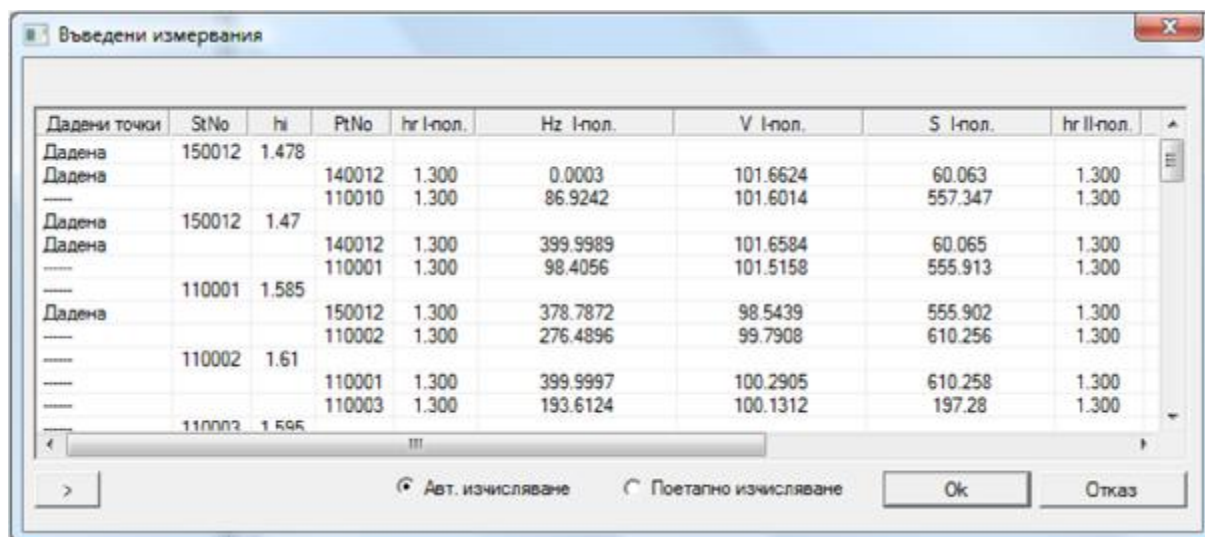 Въведени измервания
Дадени точки StNo hi PtNo hr I-пол. Hz I-пол. V I-пол. S I-пол. hr II-пол.
Дадена 150012 1.478
Дадена 140012 1.300 0.0003 101.6624 60.063 1.300
------ 110010 1.300 86.9242 101.6014 557.347 1.300
Дадена 150012 1.47
Дадена 140012 1.300 399.9989 101.6584 60.065 1.300
------ 110001 1.300 98.4056 101.5158 555.913 1.300
------ 110001 1.585
Дадена 150012 1.300 378.7872 98.5439 555.902 1.300
------ 110002 1.300 276.4896 99.7908 610.256 1.300
------ 110002 1.61
------ 110001 1.300 399.9997 100.2905 610.258 1.300
------ 110003 1.300 193.6124 100.1312 197.28 1.300
------ 110003 1.595
> Авт. изчисляване Поетапно изчисляване Ok Отказ